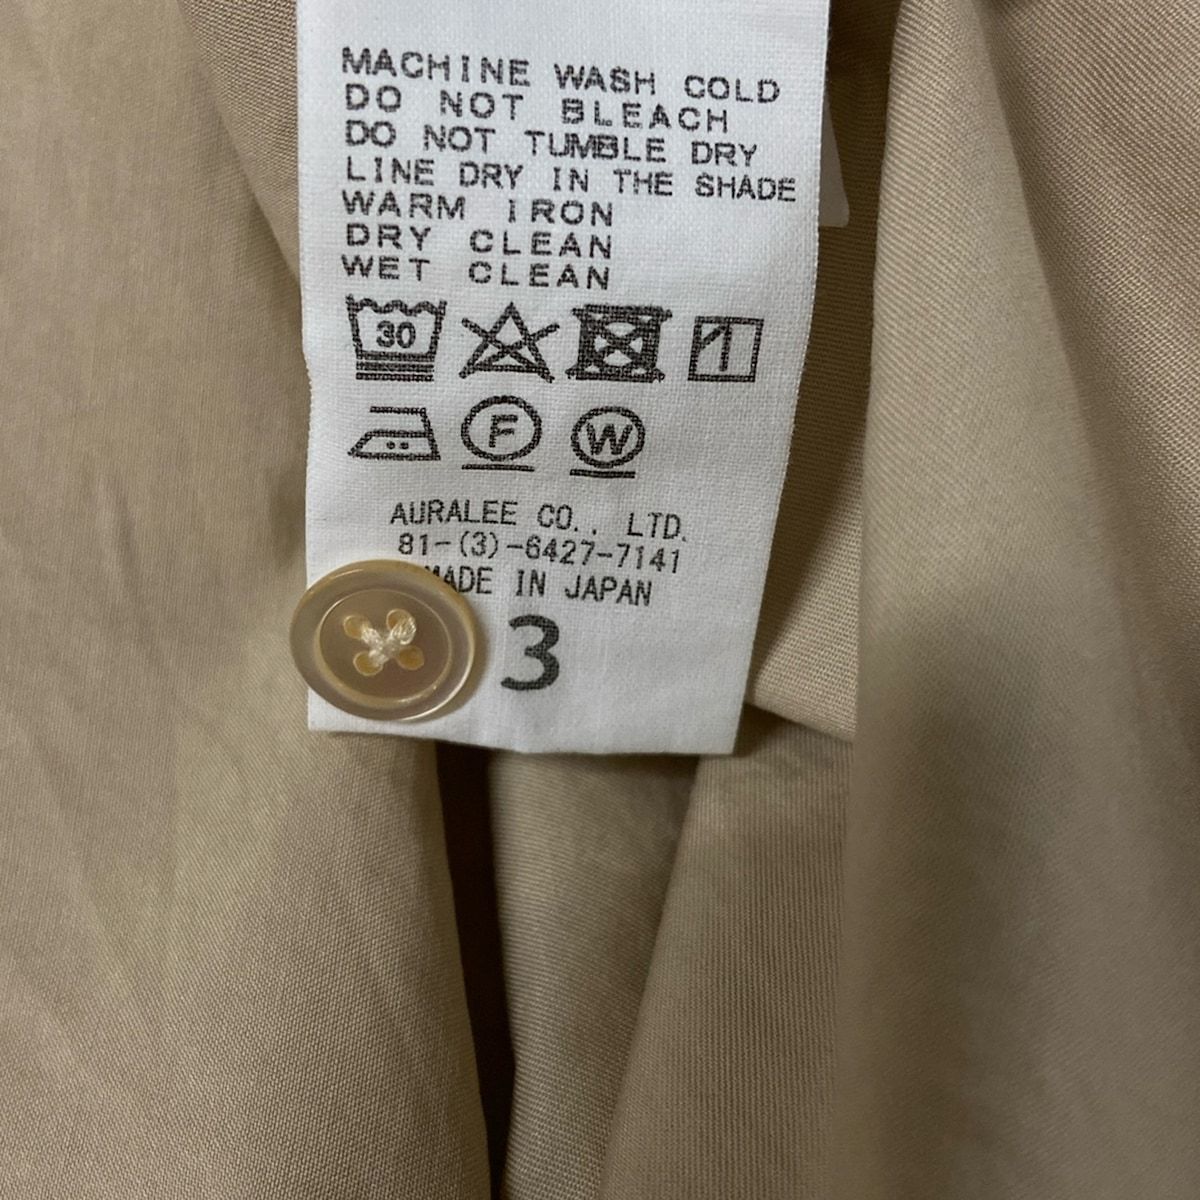 MACHINE WASH COLD
DO NOT BLEACH
DO NOT TUMBLE DRY
LINE DRY IN THE SHADE
WARM IRON
DRY CLEAN
WET CLEAN
30
F W
AURALEE CO., LTD.
81-(3)-6427-7141
MADE IN JAPAN
3